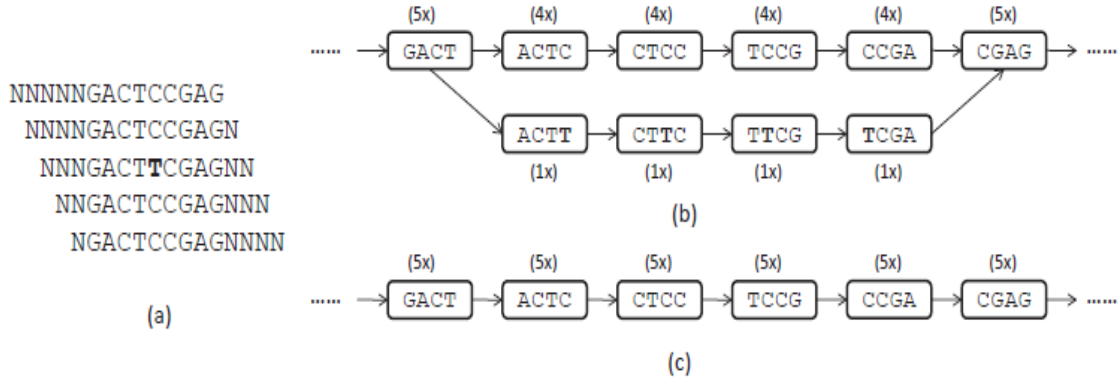 NNNNNGACTCCGAG
NNNNGACTCCGAGN
NNNGACTTCGAGNN
NNGACTCCGAGNNN
NGACTCCGAGNNNN
(a)
(5x) (4x) (4x) (4x) (4x) (5x)
...... GACT ACTC CTCC TCCG CCGA CGAG ......
ACTT CTTC TTCG TCGA
(1x) (1x) (1x) (1x)
(b)
(5x) (5x) (5x) (5x) (5x) (5x)
...... GACT ACTC CTCC TCCG CCGA CGAG ......
(c)